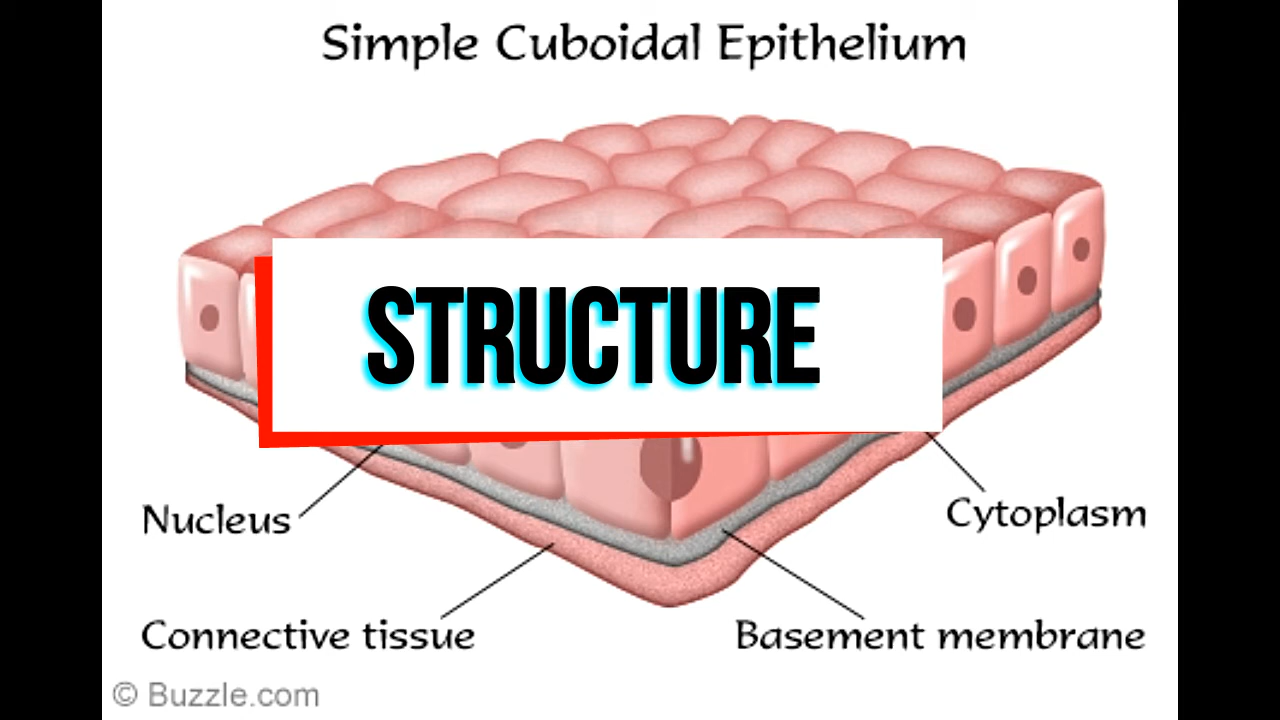 Simple Cuboidal Epithelium
STRUCTURE
Nucleus
Cytoplasm
Connective tissue
Basement membrane
© Buzzle.com